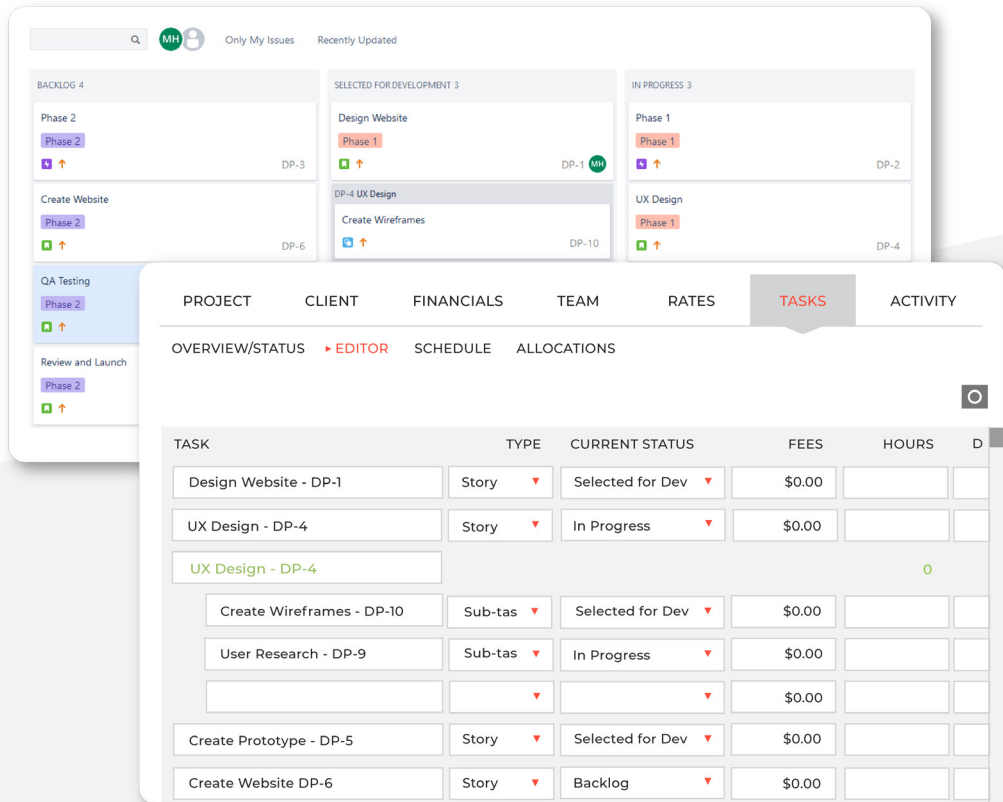 MH Only My Issues Recently Updated
BACKLOG 4
Phase 2
Phase 2
DP-3
Create Website
Phase 2
DP-6
QA Testing
Phase 2
Review and Launch
Phase 2
SELECTED FOR DEVELOPMENT 3
Design Website
Phase 1
DP-1 MH
DP-4 UX Design
Create Wireframes
DP-10
IN PROGRESS 3
Phase 1
Phase 1
DP-2
UX Design
Phase 1
DP-4
PROJECT CLIENT FINANCIALS TEAM RATES TASKS ACTIVITY
OVERVIEW/STATUS EDITOR SCHEDULE ALLOCATIONS
TASK TYPE CURRENT STATUS FEES HOURS D
Design Website - DP-1 Story Selected for Dev $0.00
UX Design - DP-4 Story In Progress $0.00
UX Design - DP-4 0
Create Wireframes - DP-10 Sub-tas Selected for Dev $0.00
User Research - DP-9 Sub-tas In Progress $0.00
$0.00
Create Prototype - DP-5 Story Selected for Dev $0.00
Create Website DP-6 Story Backlog $0.00